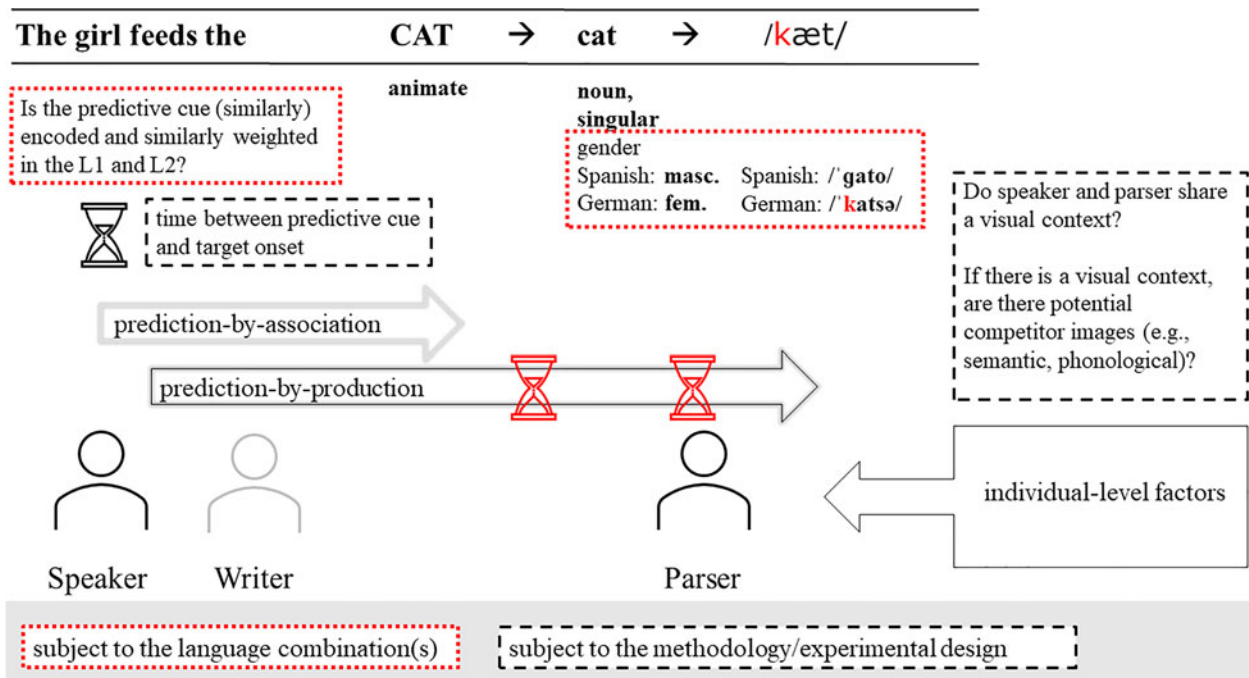 The girl feeds the CAT → cat → /kæt/
animate
noun,
singular
gender
Spanish: masc. Spanish: /ˈɡato/
German: fem. German: /ˈkatsə/
Is the predictive cue (similarly)
encoded and similarly weighted
in the L1 and L2?
time between predictive cue
and target onset
Do speaker and parser share
a visual context?
If there is a visual context,
are there potential
competitor images (e.g.,
semantic, phonological)?
prediction-by-association
prediction-by-production
individual-level factors
Speaker
Writer
Parser
subject to the language combination(s)
subject to the methodology/experimental design